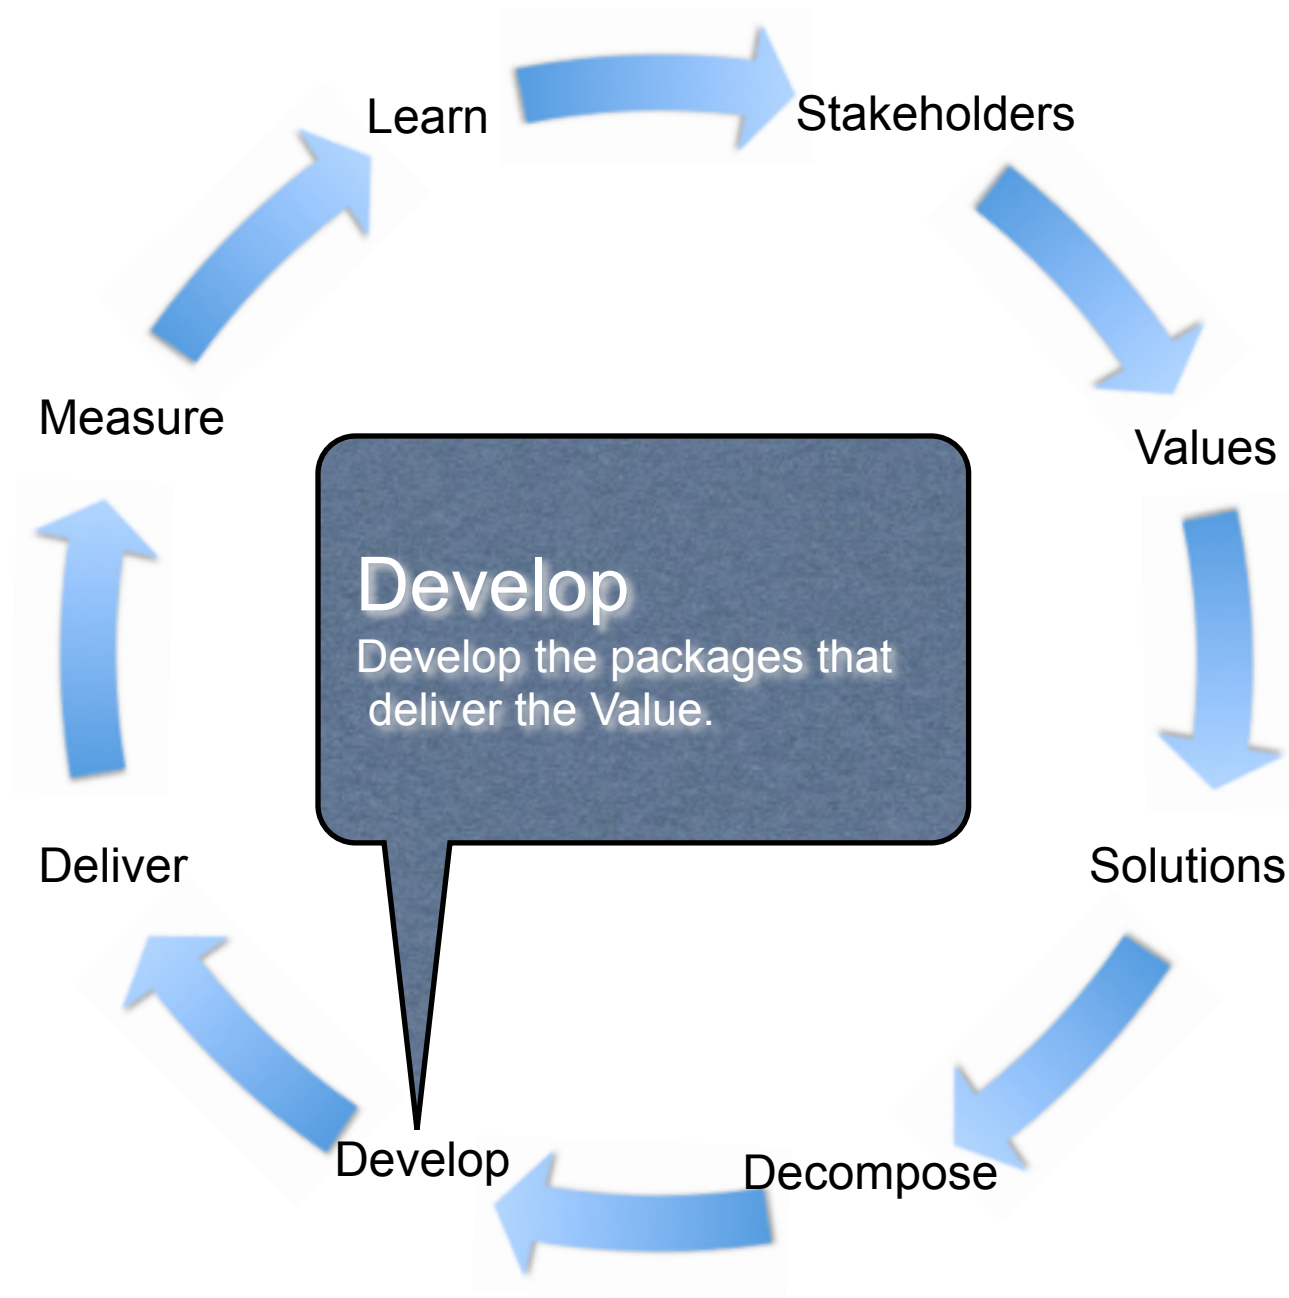 Learn
Stakeholders
Measure
Values
Develop
Develop the packages that
deliver the Value.
Deliver
Solutions
Develop
Decompose